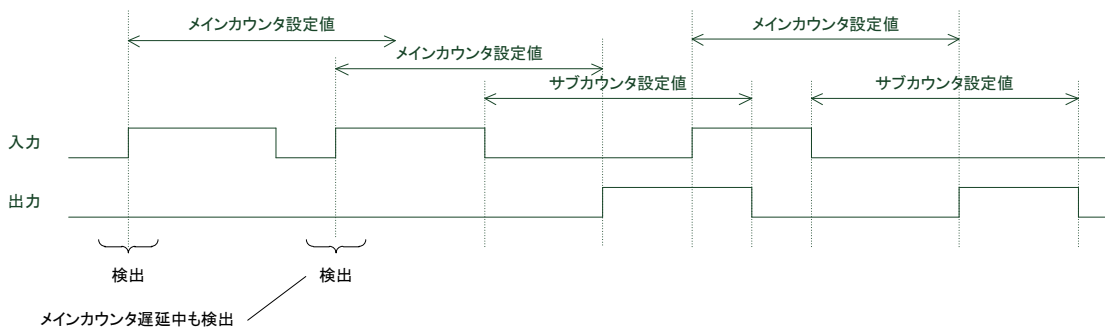 メインカウンタ設定値
メインカウンタ設定値
メインカウンタ設定値
サブカウンタ設定値
サブカウンタ設定値
入力
出力
検出
検出
メインカウンタ遅延中も検出